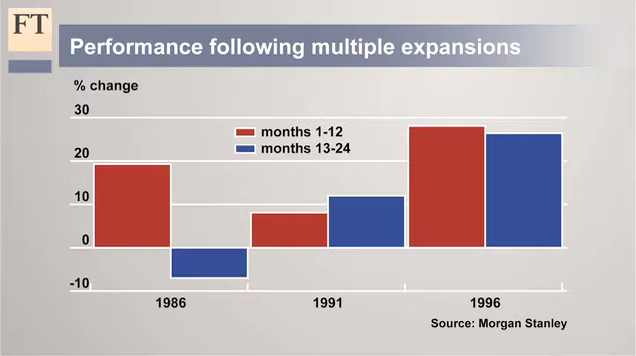 FT
Performance following multiple expansions
% change
30
months 1-12
months 13-24
20
10
0
-10
1986 1991 1996
Source: Morgan Stanley